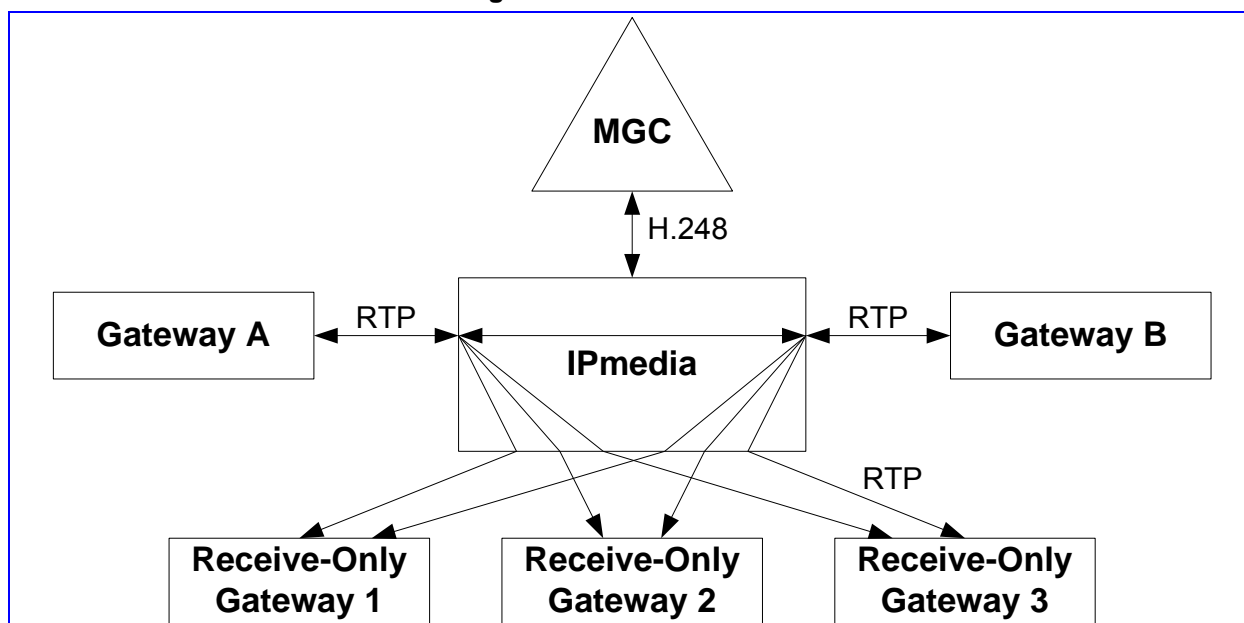 MGC
H.248
Gateway A
RTP
RTP
Gateway B
IPmedia
RTP
Receive-Only
Gateway 1
Receive-Only
Gateway 2
Receive-Only
Gateway 3